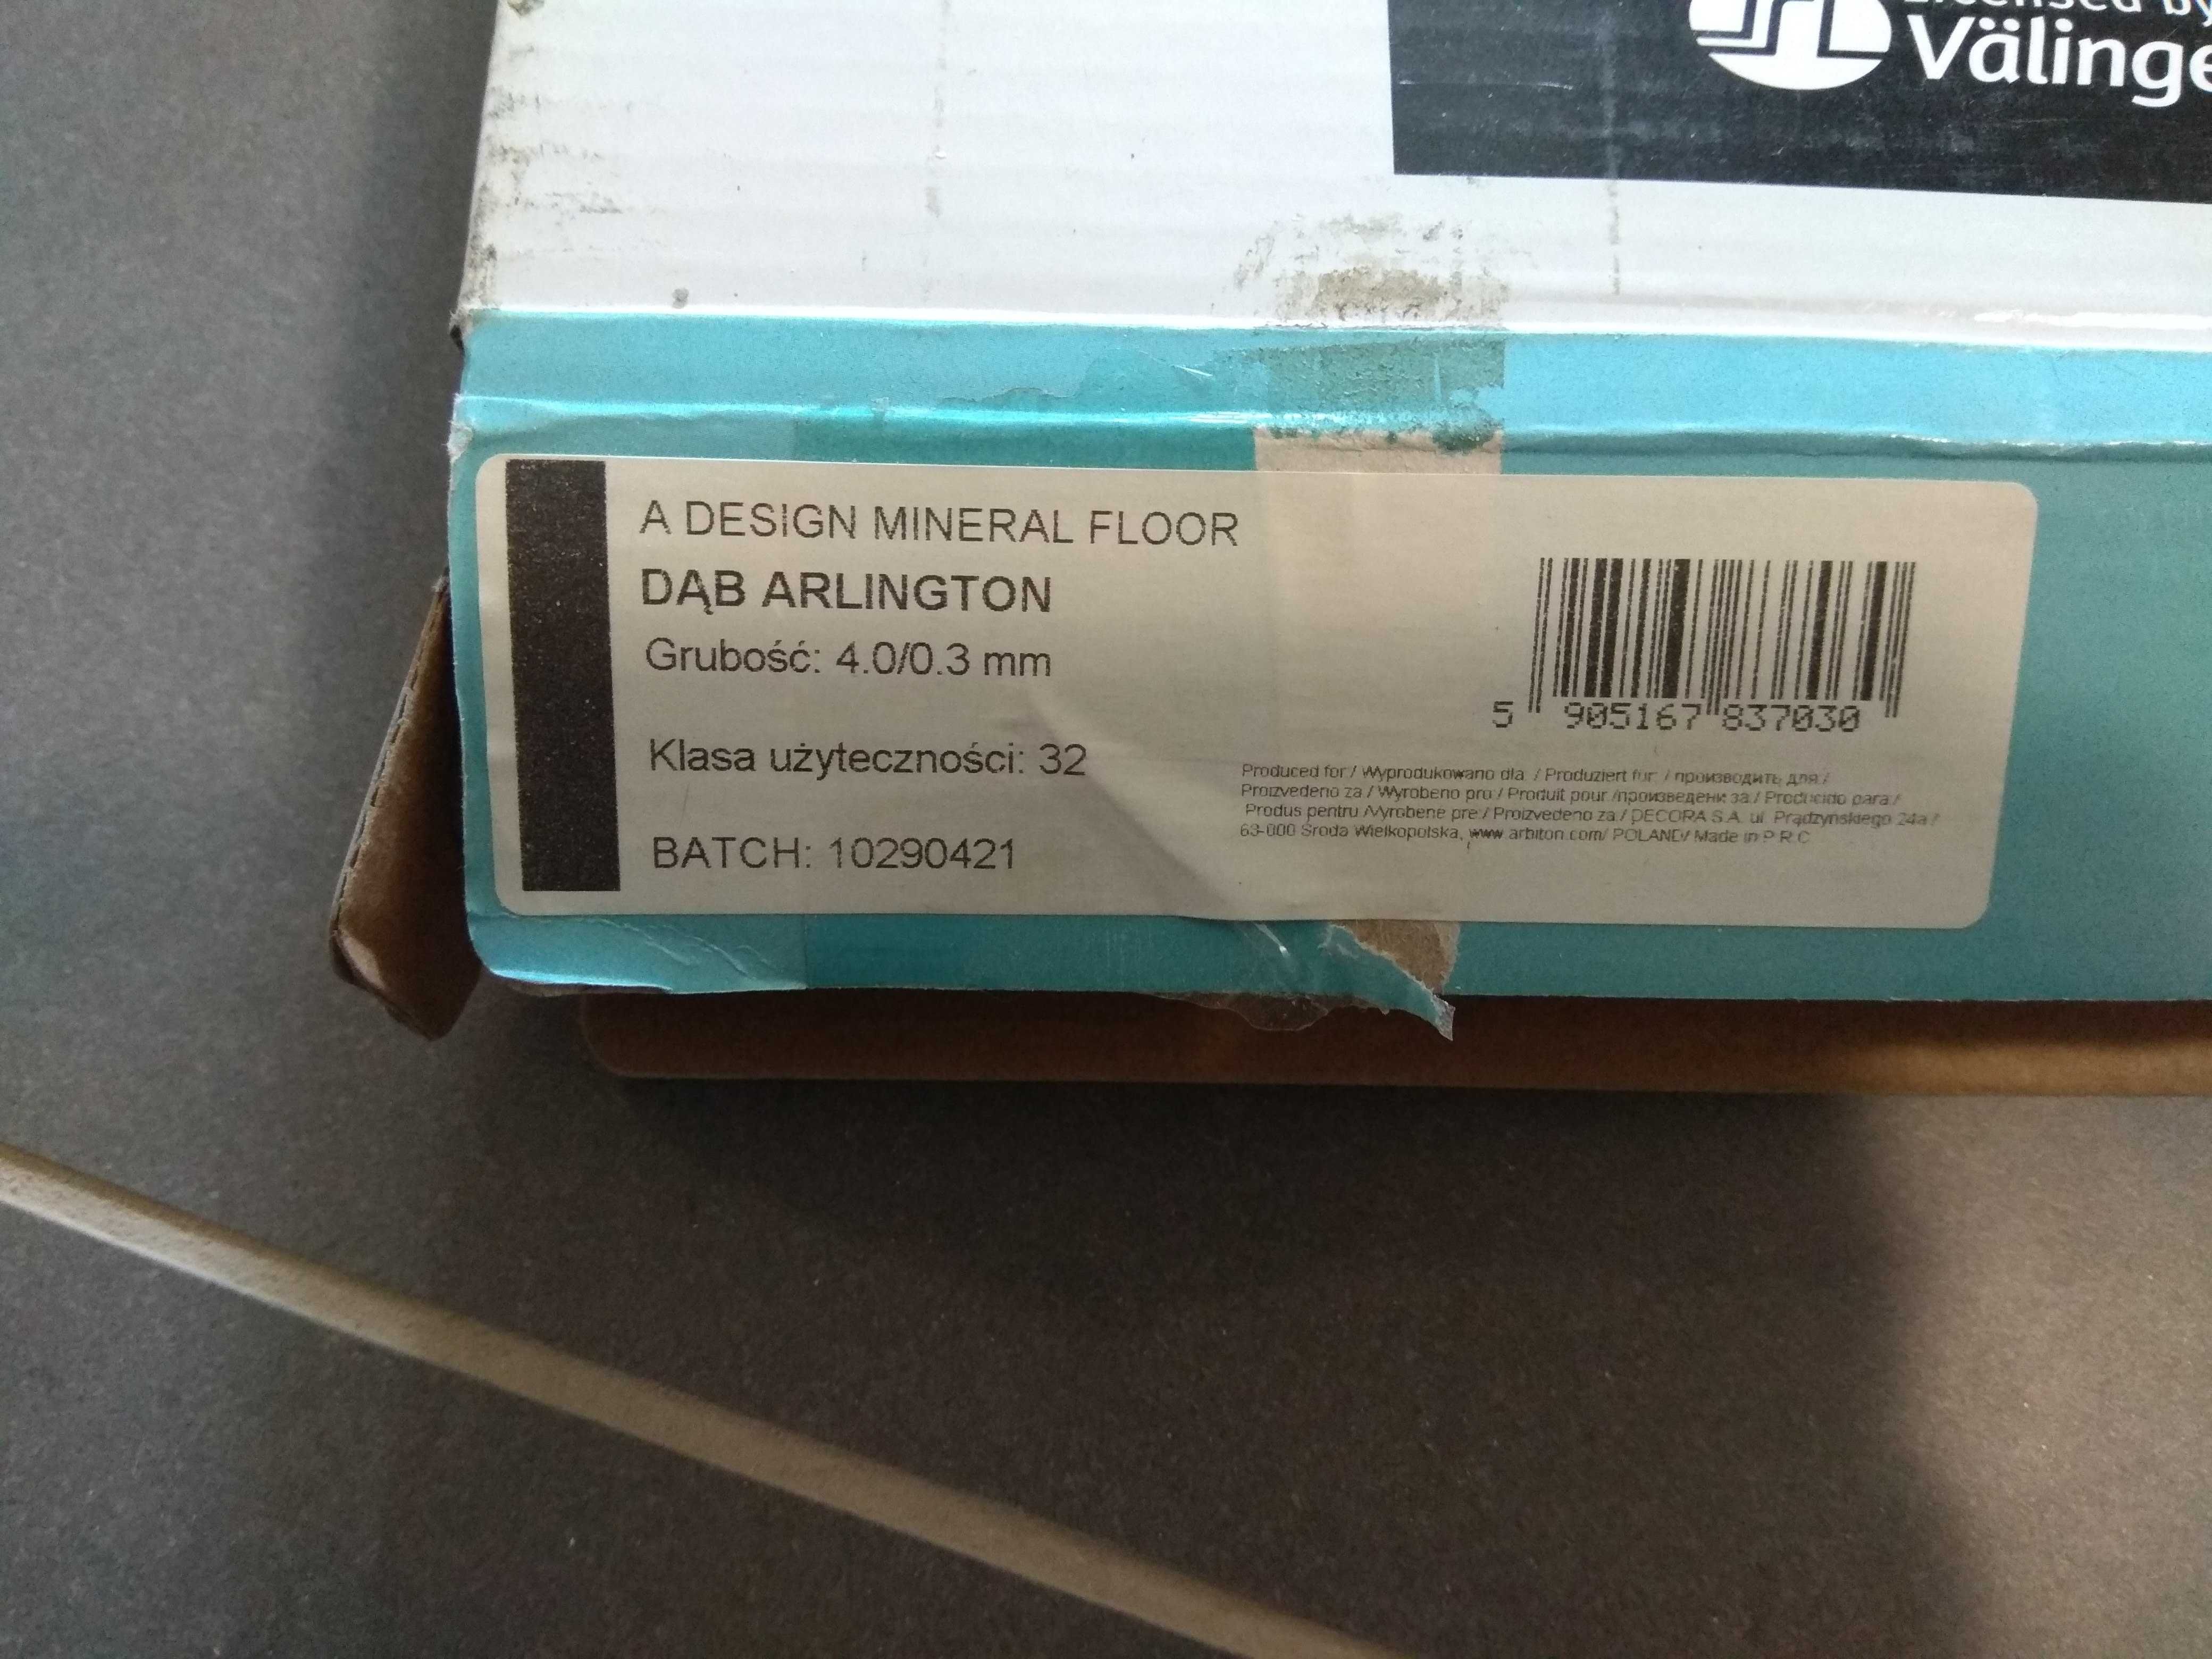 Licensed by
Välinge
A DESIGN MINERAL FLOOR
DĄB ARLINGTON
Grubość: 4.0/0.3 mm
Klasa użyteczności: 32
BATCH: 10290421
5 905167 837030
Produced for / Wyprodukowano dla: / Produziert für: / производить для /
Proizvedeno za / Wyrobeno pro / Produit pour /произведени за / Producido para /
Produs pentru /Vyrobene pre / Proizvedeno za / DECORA S.A. ul. Prądzyńskiego 24a /
63-000 Środa Wielkopolska, www.arbiton.com/ POLAND/ Made in P.R.C